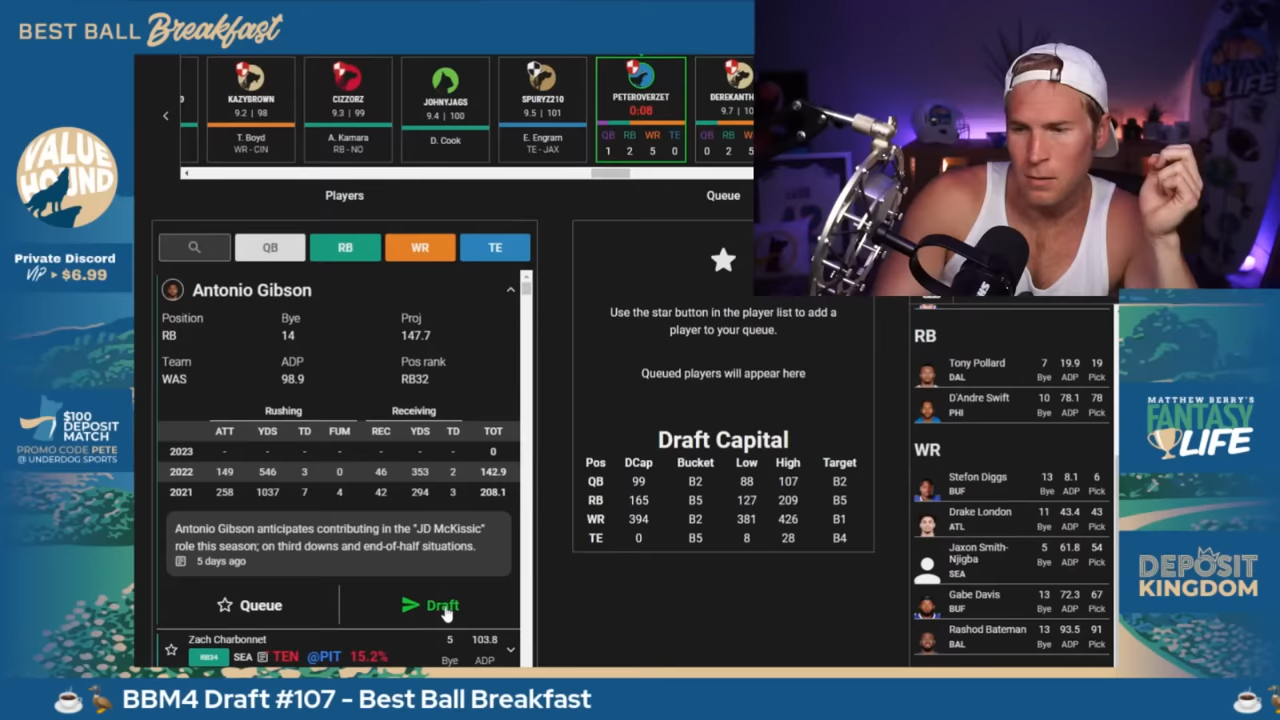 BEST BALL Breakfast
KAZYBROWN
9.2 | 98
T. Boyd
WR - CIN
CIZZORZ
9.3 | 99
A. Kamara
RB - NO
JOHNYJAGS
9.4 | 100
D. Cook
SPURYZ210
9.5 | 101
E. Engram
TE - JAX
PETEROVERZET
0:08
QB RB WR TE
1 2 5 0
DEREKANTH
9.7 | 10
QB RB W
0 2 5
Players
Queue
QB RB WR TE
Antonio Gibson
Position Bye Proj
RB 14 147.7
Team ADP Pos rank
WAS 98.9 RB32
Rushing Receiving
ATT YDS TD FUM REC YDS TD TOT
2023 - - - - - - - 0
2022 149 546 3 0 46 353 2 142.9
2021 258 1037 7 4 42 294 3 208.1
Antonio Gibson anticipates contributing in the "JD McKissic"
role this season; on third downs and end-of-half situations.
5 days ago
Queue
Draft
Zach Charbonnet 5 103.8
RB34 SEA TEN @PIT 15.2% Bye ADP
Use the star button in the player list to add a
player to your queue.
Queued players will appear here
Draft Capital
Pos DCap Bucket Low High Target
QB 99 B2 88 107 B2
RB 165 B5 127 209 B5
WR 394 B2 381 426 B1
TE 0 B5 8 28 B4
RB
Tony Pollard 7 19.9 19
DAL Bye ADP Pick
D'Andre Swift 10 78.1 78
PHI Bye ADP Pick
WR
Stefon Diggs 13 8.1 6
BUF Bye ADP Pick
Drake London 11 43.4 43
ATL Bye ADP Pick
Jaxon Smith-
Njigba 5 61.8 54
SEA Bye ADP Pick
Gabe Davis 13 72.3 67
BUF Bye ADP Pick
Rashod Bateman 13 93.5 91
BAL Bye ADP Pick
VALUE
HOUND
Private Discord
VIP ▸ $6.99
$100
DEPOSIT
MATCH
PROMO CODE PETE
@ UNDERDOG SPORTS
MATTHEW BERRY'S
FANTASY
LIFE
DEPOSIT
KINGDOM
BBM4 Draft #107 - Best Ball Breakfast